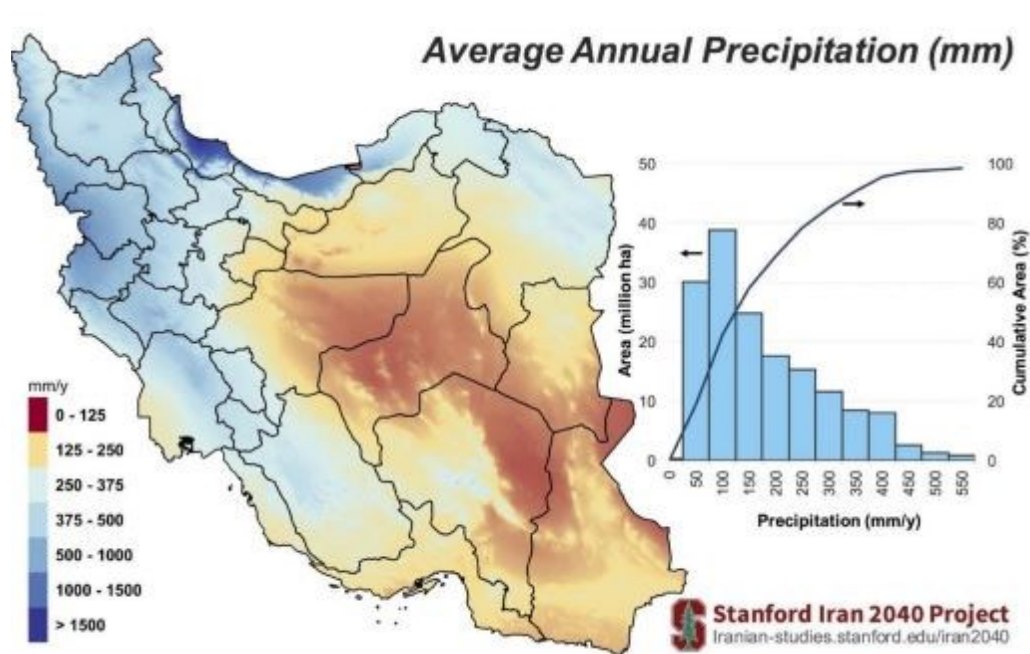 Average Annual Precipitation (mm)
mm/y
0 - 125
125 - 250
250 - 375
375 - 500
500 - 1000
1000 - 1500
> 1500
Area (million ha)
50
40
30
20
10
0
100
80
60
40
20
0
Cumulative Area (%)
0 50 100 150 200 250 300 350 400 450 500 550
Precipitation (mm/y)
Stanford Iran 2040 Project
Iranian-studies.stanford.edu/iran2040